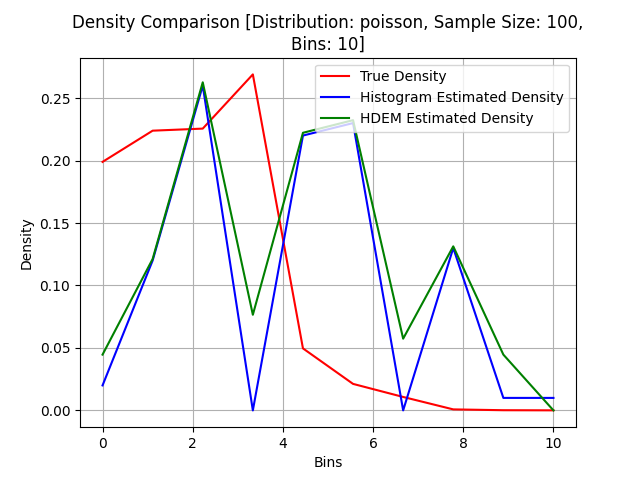 Density Comparison [Distribution: poisson, Sample Size: 100,
Bins: 10]
True Density
Histogram Estimated Density
HDEM Estimated Density
Density
0.25
0.20
0.15
0.10
0.05
0.00
0 2 4 6 8 10
Bins